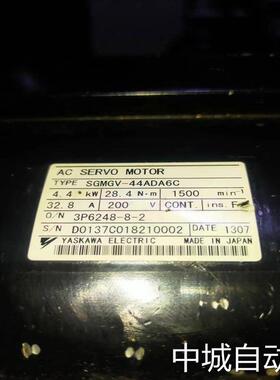 AC SERVO MOTOR
TYPE SGMGV-44ADA6C
4.4 kW 28.4 N·m 1500 min⁻¹
32.8 A 200 V CONT. ins. F
O/N 3P6248-8-2
S/N D0137C018210002 DATE 1307
YASKAWA ELECTRIC MADE IN JAPAN
中城自动